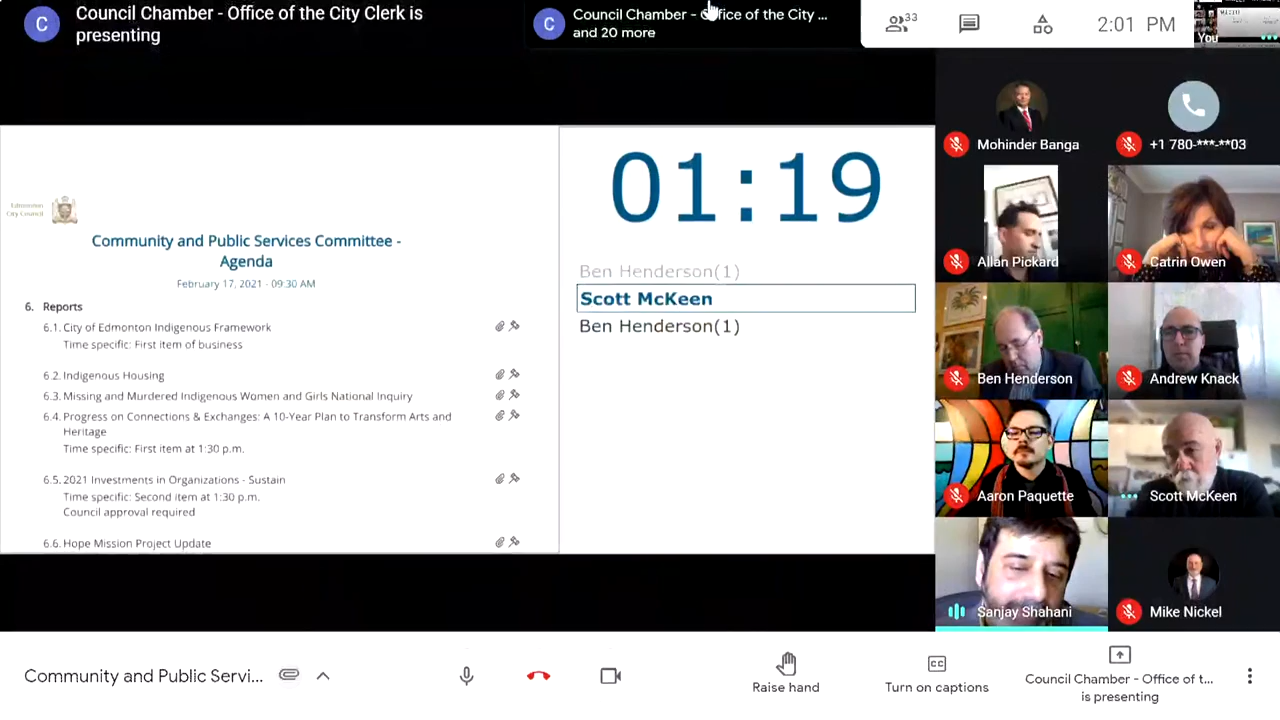 C
Council Chamber - Office of the City Clerk is
presenting
C
Council Chamber - Office of the City ...
and 20 more
33
2:01 PM
You
Edmonton
City Council
Community and Public Services Committee -
Agenda
February 17, 2021 - 09:30 AM
6. Reports
6.1. City of Edmonton Indigenous Framework
Time specific: First item of business
6.2. Indigenous Housing
6.3. Missing and Murdered Indigenous Women and Girls National Inquiry
6.4. Progress on Connections & Exchanges: A 10-Year Plan to Transform Arts and
Heritage
Time specific: First item at 1:30 p.m.
6.5. 2021 Investments in Organizations - Sustain
Time specific: Second item at 1:30 p.m.
Council approval required
6.6. Hope Mission Project Update
01:19
Ben Henderson(1)
Scott McKeen
Ben Henderson(1)
Mohinder Banga
+1 780-***-**03
Allan Pickard
Catrin Owen
Ben Henderson
Andrew Knack
Aaron Paquette
Scott McKeen
Sanjay Shahani
Mike Nickel
Community and Public Servi...
Raise hand
Turn on captions
Council Chamber - Office of t...
is presenting